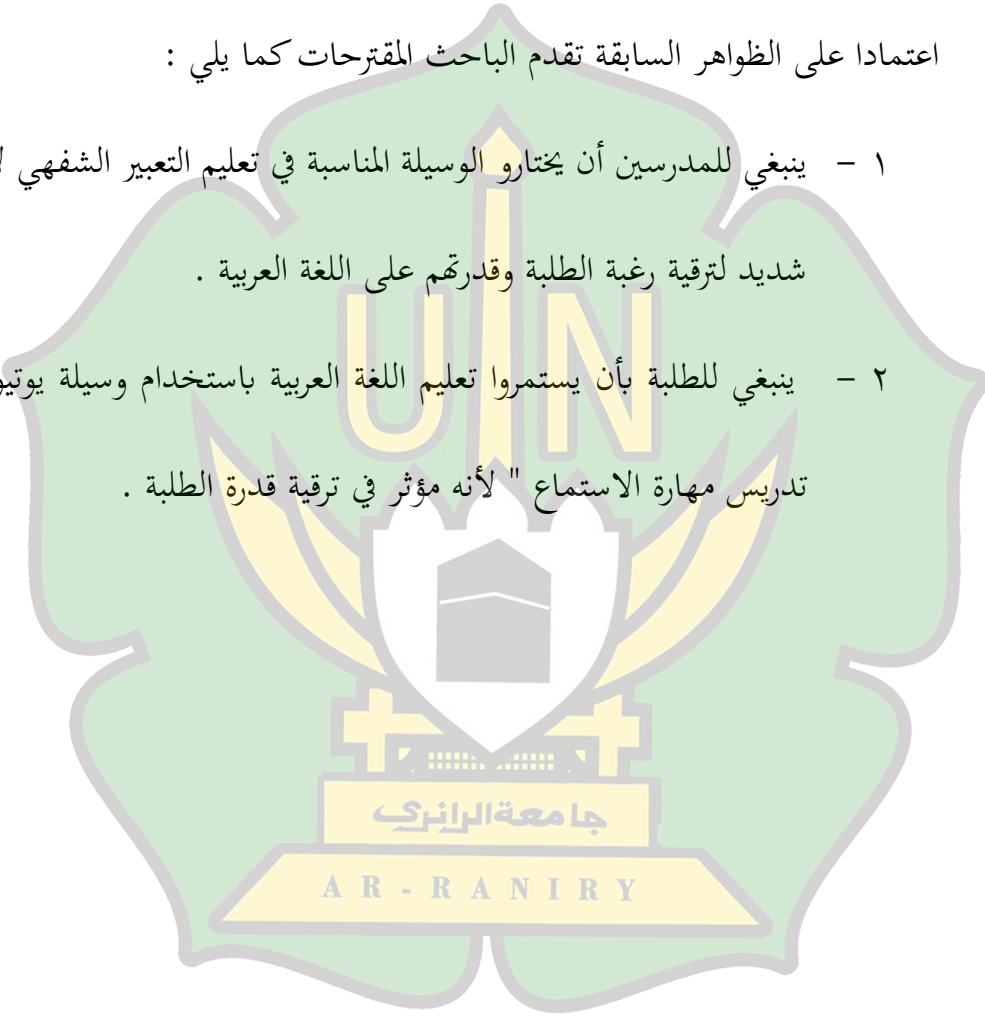 اعتمادا على الظواهر السابقة تقدم الباحث المقترحات كما يلي :
١ - ينبغي للمدرسين أن يختارو الوسيلة المناسبة في تعليم التعبير الشفهي
شديد لترقية رغبة الطلبة وقدرتهم على اللغة العربية .
٢ - ينبغي للطلبة بأن يستمروا تعليم اللغة العربية باستخدام وسيلة
تدريس مهارة الاستماع " لأنه مؤثر في ترقية قدرة الطلبة .
UIN
جامعة الرانري
AR-RANIRY